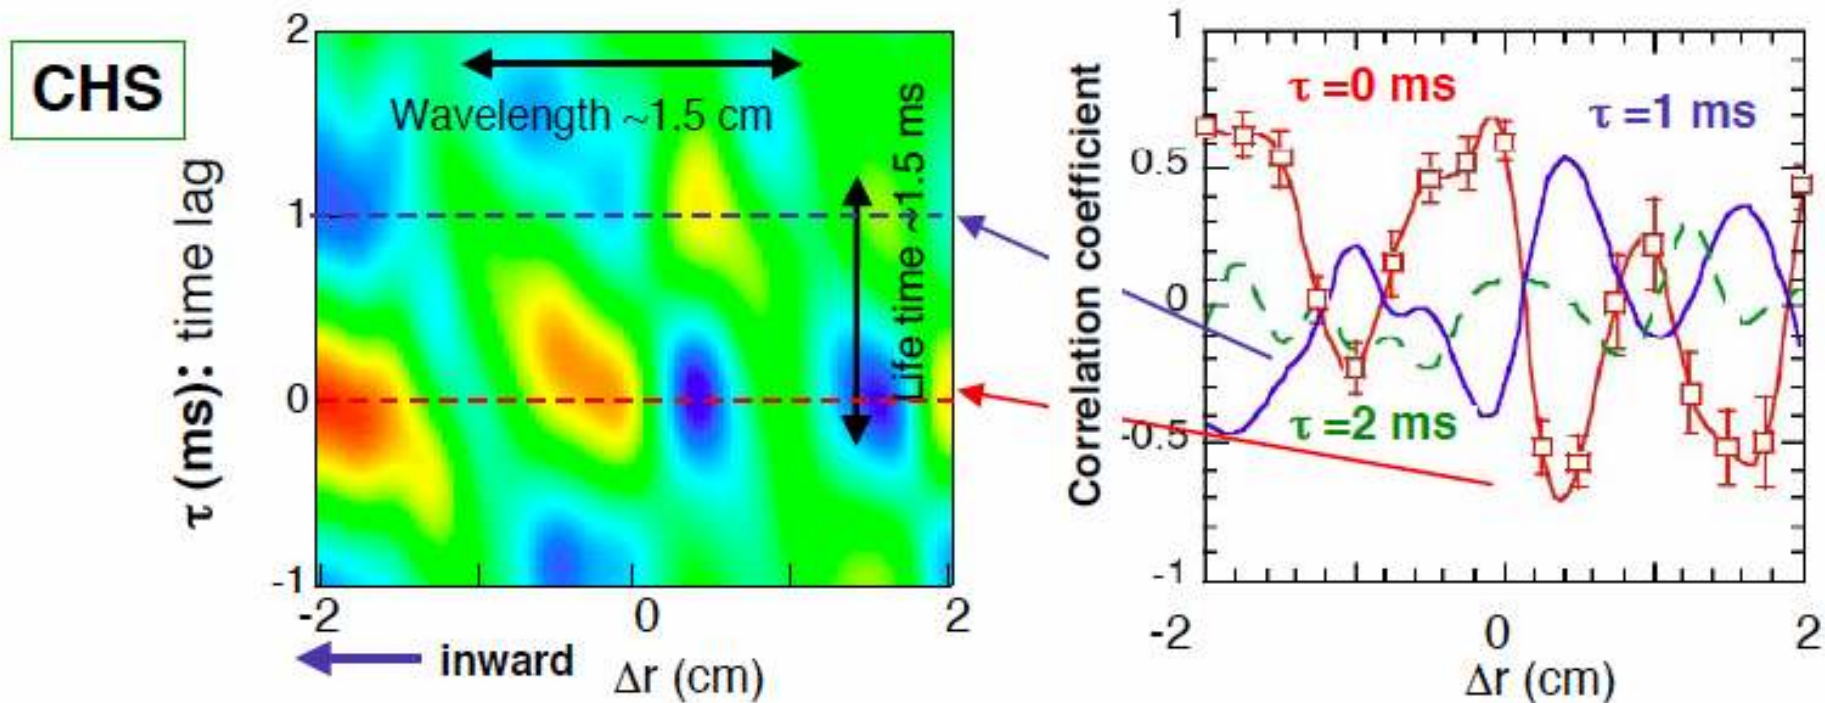 CHS
τ (ms): time lag
2
1
0
-1
Wavelength ~1.5 cm
Life time ~1.5 ms
-2
0
2
inward
Δr (cm)
Correlation coefficient
1
0.5
0
-0.5
-1
τ =0 ms
τ =1 ms
τ =2 ms
-2
0
2
Δr (cm)